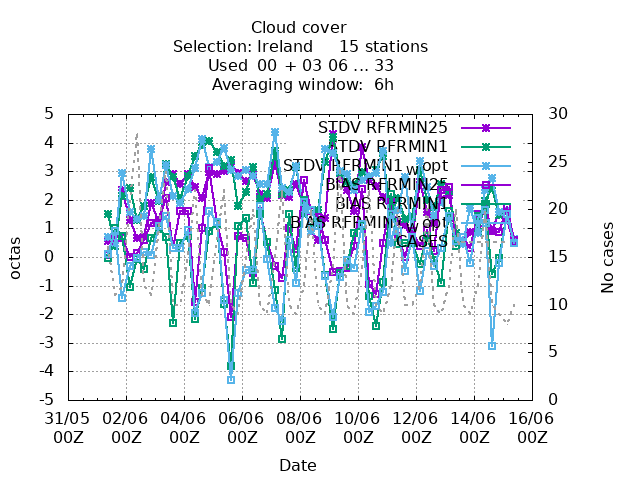 Cloud cover
Selection: Ireland 15 stations
Used 00 + 03 06 ... 33
Averaging window: 6h
5
4
3
2
1
0
-1
-2
-3
-4
-5
octas
30
25
20
15
10
5
0
No cases
STDV RFRMIN25
STDV RFRMIN1
STDV RFRMIN1_w_opt
BIAS RFRMIN25
BIAS RFRMIN1
BIAS RFRMIN1_w_opt
CASES
31/05 02/06 04/06 06/06 08/06 10/06 12/06 14/06 16/06
00Z 00Z 00Z 00Z 00Z 00Z 00Z 00Z 00Z
Date